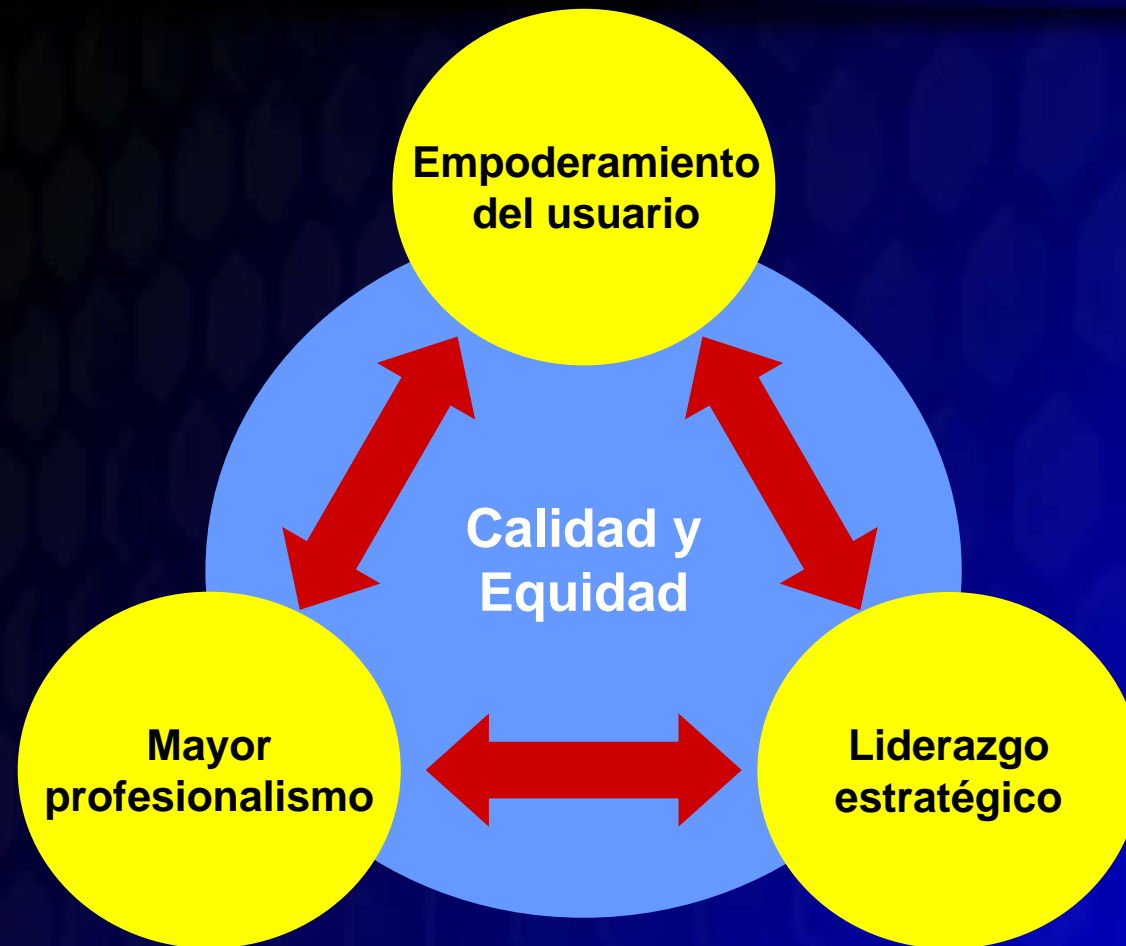 Empoderamiento
del usuario
Calidad y
Equidad
Mayor
profesionalismo
Liderazgo
estratégico